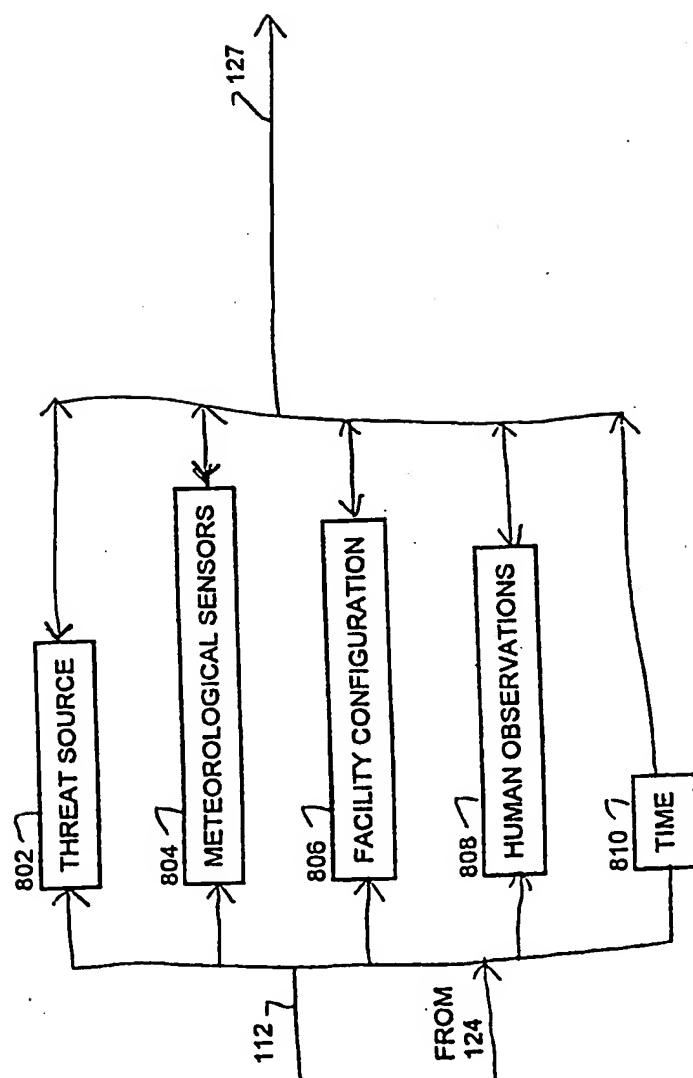 127
802
THREAT SOURCE
804
METEOROLOGICAL SENSORS
806
FACILITY CONFIGURATION
808
HUMAN OBSERVATIONS
810
TIME
112
FROM
124